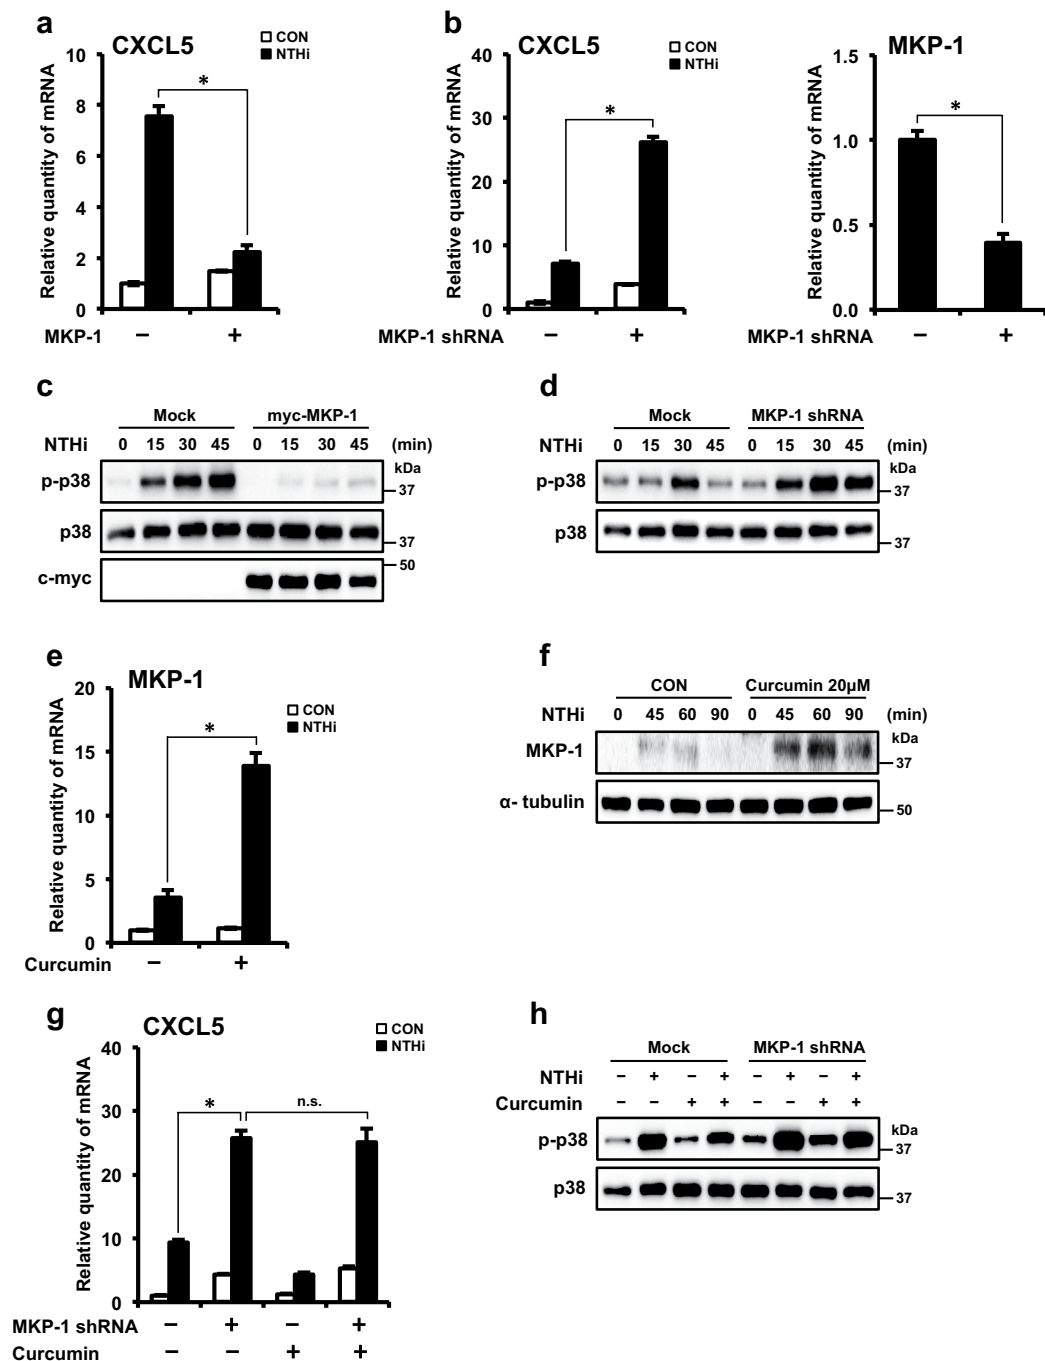 a
CXCL5
CON
NTHi
Relative quantity of mRNA
10
8
6
4
2
0
*
MKP-1 − +
b
CXCL5
CON
NTHi
Relative quantity of mRNA
40
30
20
10
0
*
MKP-1 shRNA − +
MKP-1
Relative quantity of mRNA
1.5
1.0
0.5
0.0
*
MKP-1 shRNA − +
c
Mock myc-MKP-1
NTHi 0 15 30 45 0 15 30 45 (min)
kDa
p-p38 37
p38 37
50
c-myc
d
Mock MKP-1 shRNA
NTHi 0 15 30 45 0 15 30 45 (min)
kDa
p-p38 37
p38 37
e
MKP-1
CON
NTHi
Relative quantity of mRNA
20
15
10
5
0
*
Curcumin − +
f
CON Curcumin 20μM
NTHi 0 45 60 90 0 45 60 90 (min)
kDa
MKP-1 37
α- tubulin 50
g
CXCL5
CON
NTHi
Relative quantity of mRNA
40
30
20
10
0
* n.s.
MKP-1 shRNA − + − +
Curcumin − − + +
h
Mock MKP-1 shRNA
NTHi − + − + − + − +
Curcumin − − + + − − + +
kDa
p-p38 37
p38 37